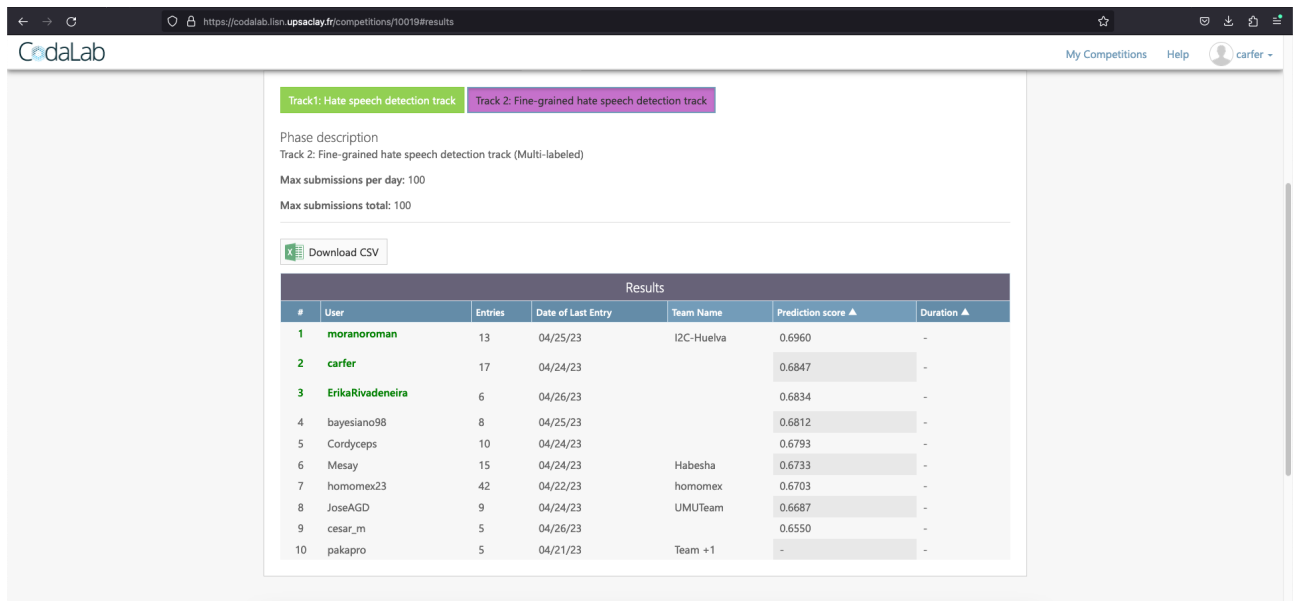 https://codalab.lisn.upsaclay.fr/competitions/10019#results
CodaLab
My Competitions Help carfer
Track1: Hate speech detection track Track 2: Fine-grained hate speech detection track
Phase description
Track 2: Fine-grained hate speech detection track (Multi-labeled)
Max submissions per day: 100
Max submissions total: 100
Download CSV
Results
# User Entries Date of Last Entry Team Name Prediction score ▲ Duration ▲
1 moranoroman 13 04/25/23 I2C-Huelva 0.6960 -
2 carfer 17 04/24/23 0.6847 -
3 ErikaRivadeneira 6 04/26/23 0.6834 -
4 bayesiano98 8 04/25/23 0.6812 -
5 Cordyceps 10 04/24/23 0.6793 -
6 Mesay 15 04/24/23 Habesha 0.6733 -
7 homomex23 42 04/22/23 homomex 0.6703 -
8 JoseAGD 9 04/24/23 UMUTeam 0.6687 -
9 cesar_m 5 04/26/23 0.6550 -
10 pakapro 5 04/21/23 Team +1 - -